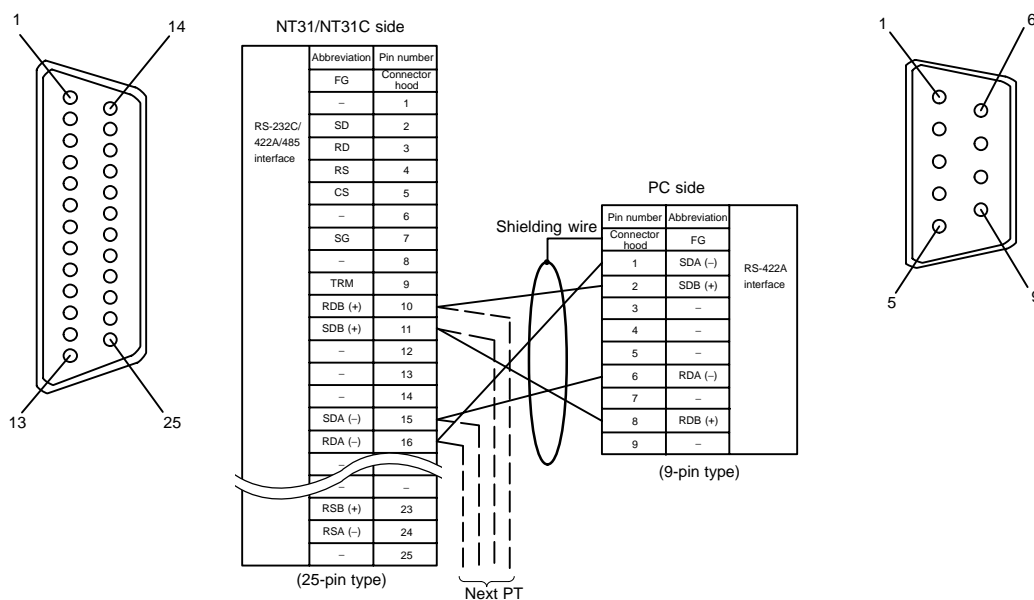 1
14
13
25
NT31/NT31C side
Abbreviation Pin number
FG Connector hood
– 1
RS-232C/
422A/485
interface
SD 2
RD 3
RS 4
CS 5
– 6
SG 7
– 8
TRM 9
RDB (+) 10
SDB (+) 11
– 12
– 13
– 14
SDA (–) 15
RDA (–) 16
–
– –
RSB (+) 23
RSA (–) 24
– 25
(25-pin type)
Next PT
Shielding wire
PC side
Pin number Abbreviation
Connector hood FG
1 SDA (–)
2 SDB (+)
3 –
4 –
5 –
6 RDA (–)
7 –
8 RDB (+)
9 –
RS-422A
interface
(9-pin type)
1
6
5
9